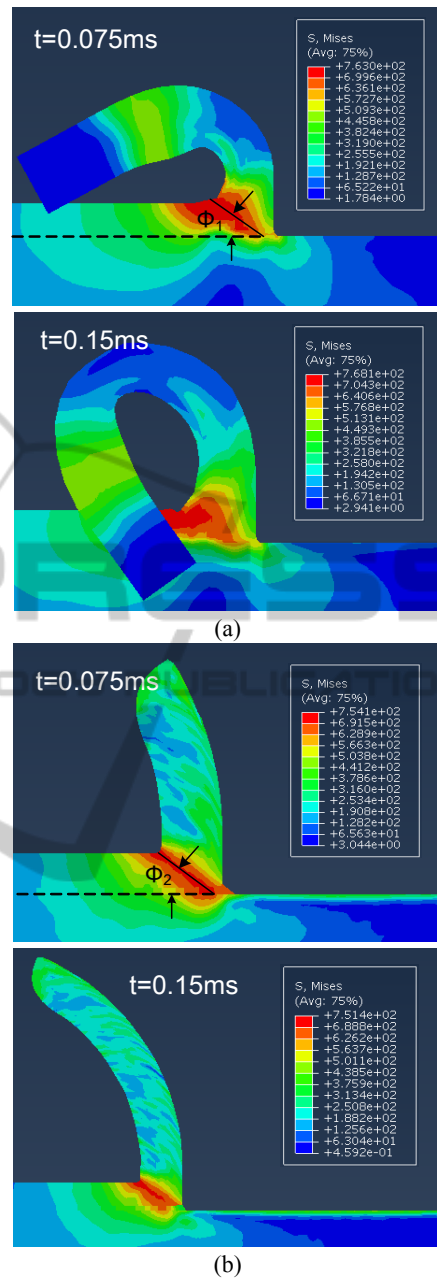 t=0.075ms
S, Mises
(Avg: 75%)
+7.630e+02
+6.996e+02
+6.361e+02
+5.727e+02
+5.093e+02
+4.458e+02
+3.824e+02
+3.190e+02
+2.555e+02
+1.921e+02
+1.287e+02
+6.522e+01
+1.784e+00
Φ1
t=0.15ms
S, Mises
(Avg: 75%)
+7.681e+02
+7.043e+02
+6.406e+02
+5.768e+02
+5.131e+02
+4.493e+02
+3.855e+02
+3.218e+02
+2.580e+02
+1.942e+02
+1.305e+02
+6.671e+01
+2.941e+00
(a)
t=0.075ms
S, Mises
(Avg: 75%)
+7.541e+02
+6.915e+02
+6.289e+02
+5.663e+02
+5.038e+02
+4.412e+02
+3.786e+02
+3.160e+02
+2.534e+02
+1.908e+02
+1.282e+02
+6.563e+01
+3.044e+00
Φ2
t=0.15ms
S, Mises
(Avg: 75%)
+7.514e+02
+6.888e+02
+6.262e+02
+5.637e+02
+5.011e+02
+4.385e+02
+3.759e+02
+3.134e+02
+2.508e+02
+1.882e+02
+1.256e+02
+6.304e+01
+4.592e-01
(b)